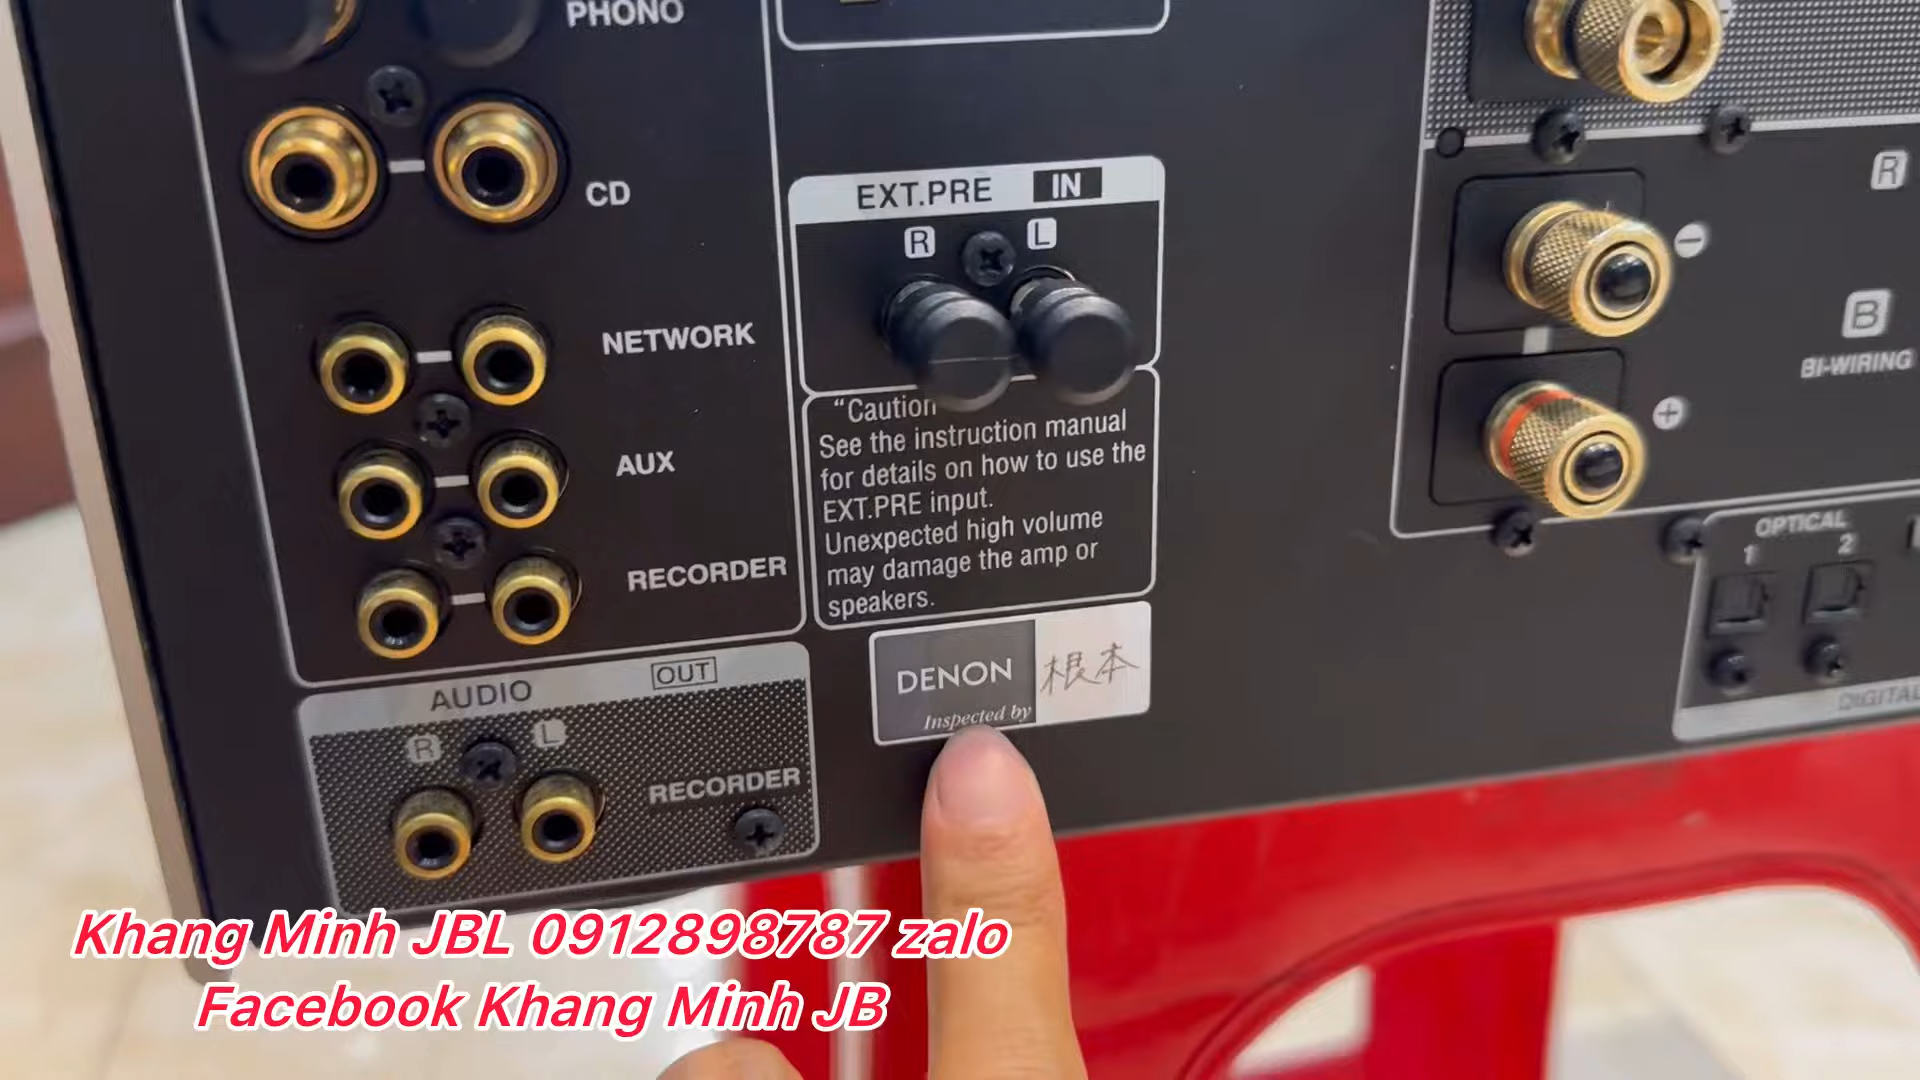 PHONO
CD
NETWORK
AUX
RECORDER
AUDIO OUT
R L
RECORDER
EXT.PRE IN
R L
"Caution
See the instruction manual
for details on how to use the
EXT.PRE input.
Unexpected high volume
may damage the amp or
speakers.
DENON
Inspected by
根本
R
B
BI-WIRING
OPTICAL
1 2
DIGITAL
Khang Minh JBL 0912898787 zalo
Facebook Khang Minh JB